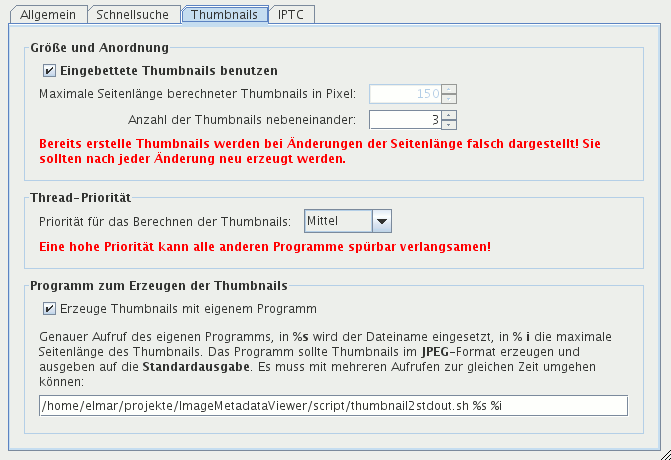 Allgemein Schnellsuche Thumbnails IPTC
Größe und Anordnung
Eingebettete Thumbnails benutzen
Maximale Seitenlänge berechneter Thumbnails in Pixel: 150
Anzahl der Thumbnails nebeneinander: 3
Bereits erstelle Thumbnails werden bei Änderungen der Seitenlänge falsch dargestellt! Sie
sollten nach jeder Änderung neu erzeugt werden.
Thread-Priorität
Priorität für das Berechnen der Thumbnails: Mittel
Eine hohe Priorität kann alle anderen Programme spürbar verlangsamen!
Programm zum Erzeugen der Thumbnails
Erzeuge Thumbnails mit eigenem Programm
Genauer Aufruf des eigenen Programms, in %s wird der Dateiname eingesetzt, in % i die maximale
Seitenlänge des Thumbnails. Das Programm sollte Thumbnails im JPEG-Format erzeugen und
ausgeben auf die Standardausgabe. Es muss mit mehreren Aufrufen zur gleichen Zeit umgehen
können:
/home/elmar/projekte/ImageMetadataViewer/script/thumbnail2stdout.sh %s %i